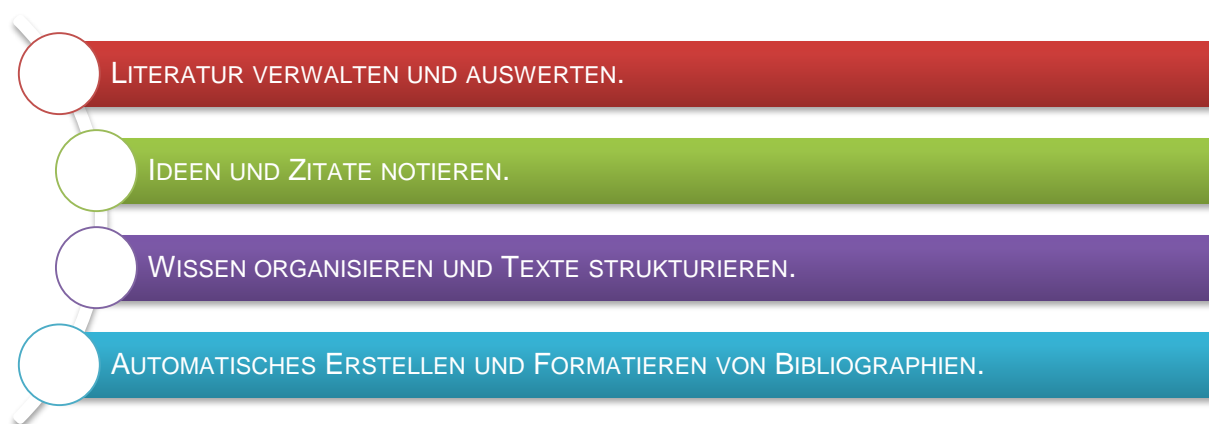 LITERATUR VERWALTEN UND AUSWERTEN.
IDEEN UND ZITATE NOTIEREN.
WISSEN ORGANISIEREN UND TEXTE STRUKTURIEREN.
AUTOMATISCHES ERSTELLEN UND FORMATIEREN VON BIBLIOGRAPHIEN.